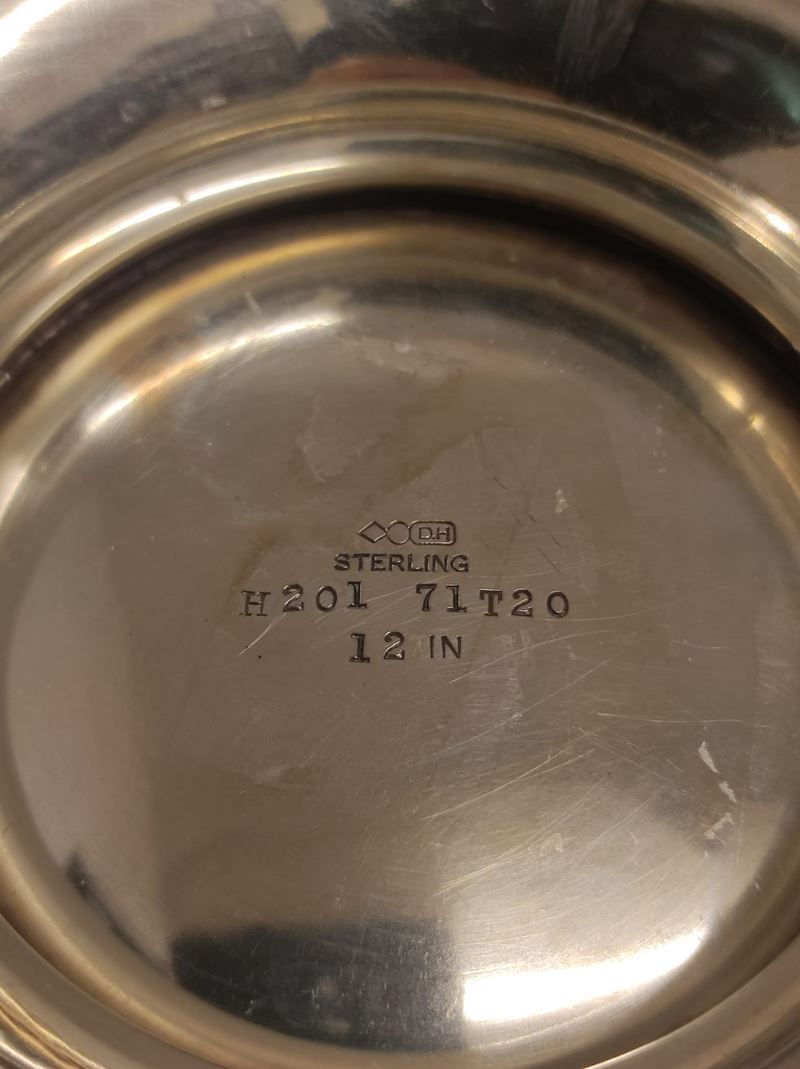 D.H
STERLING
H201 71T20
12 IN